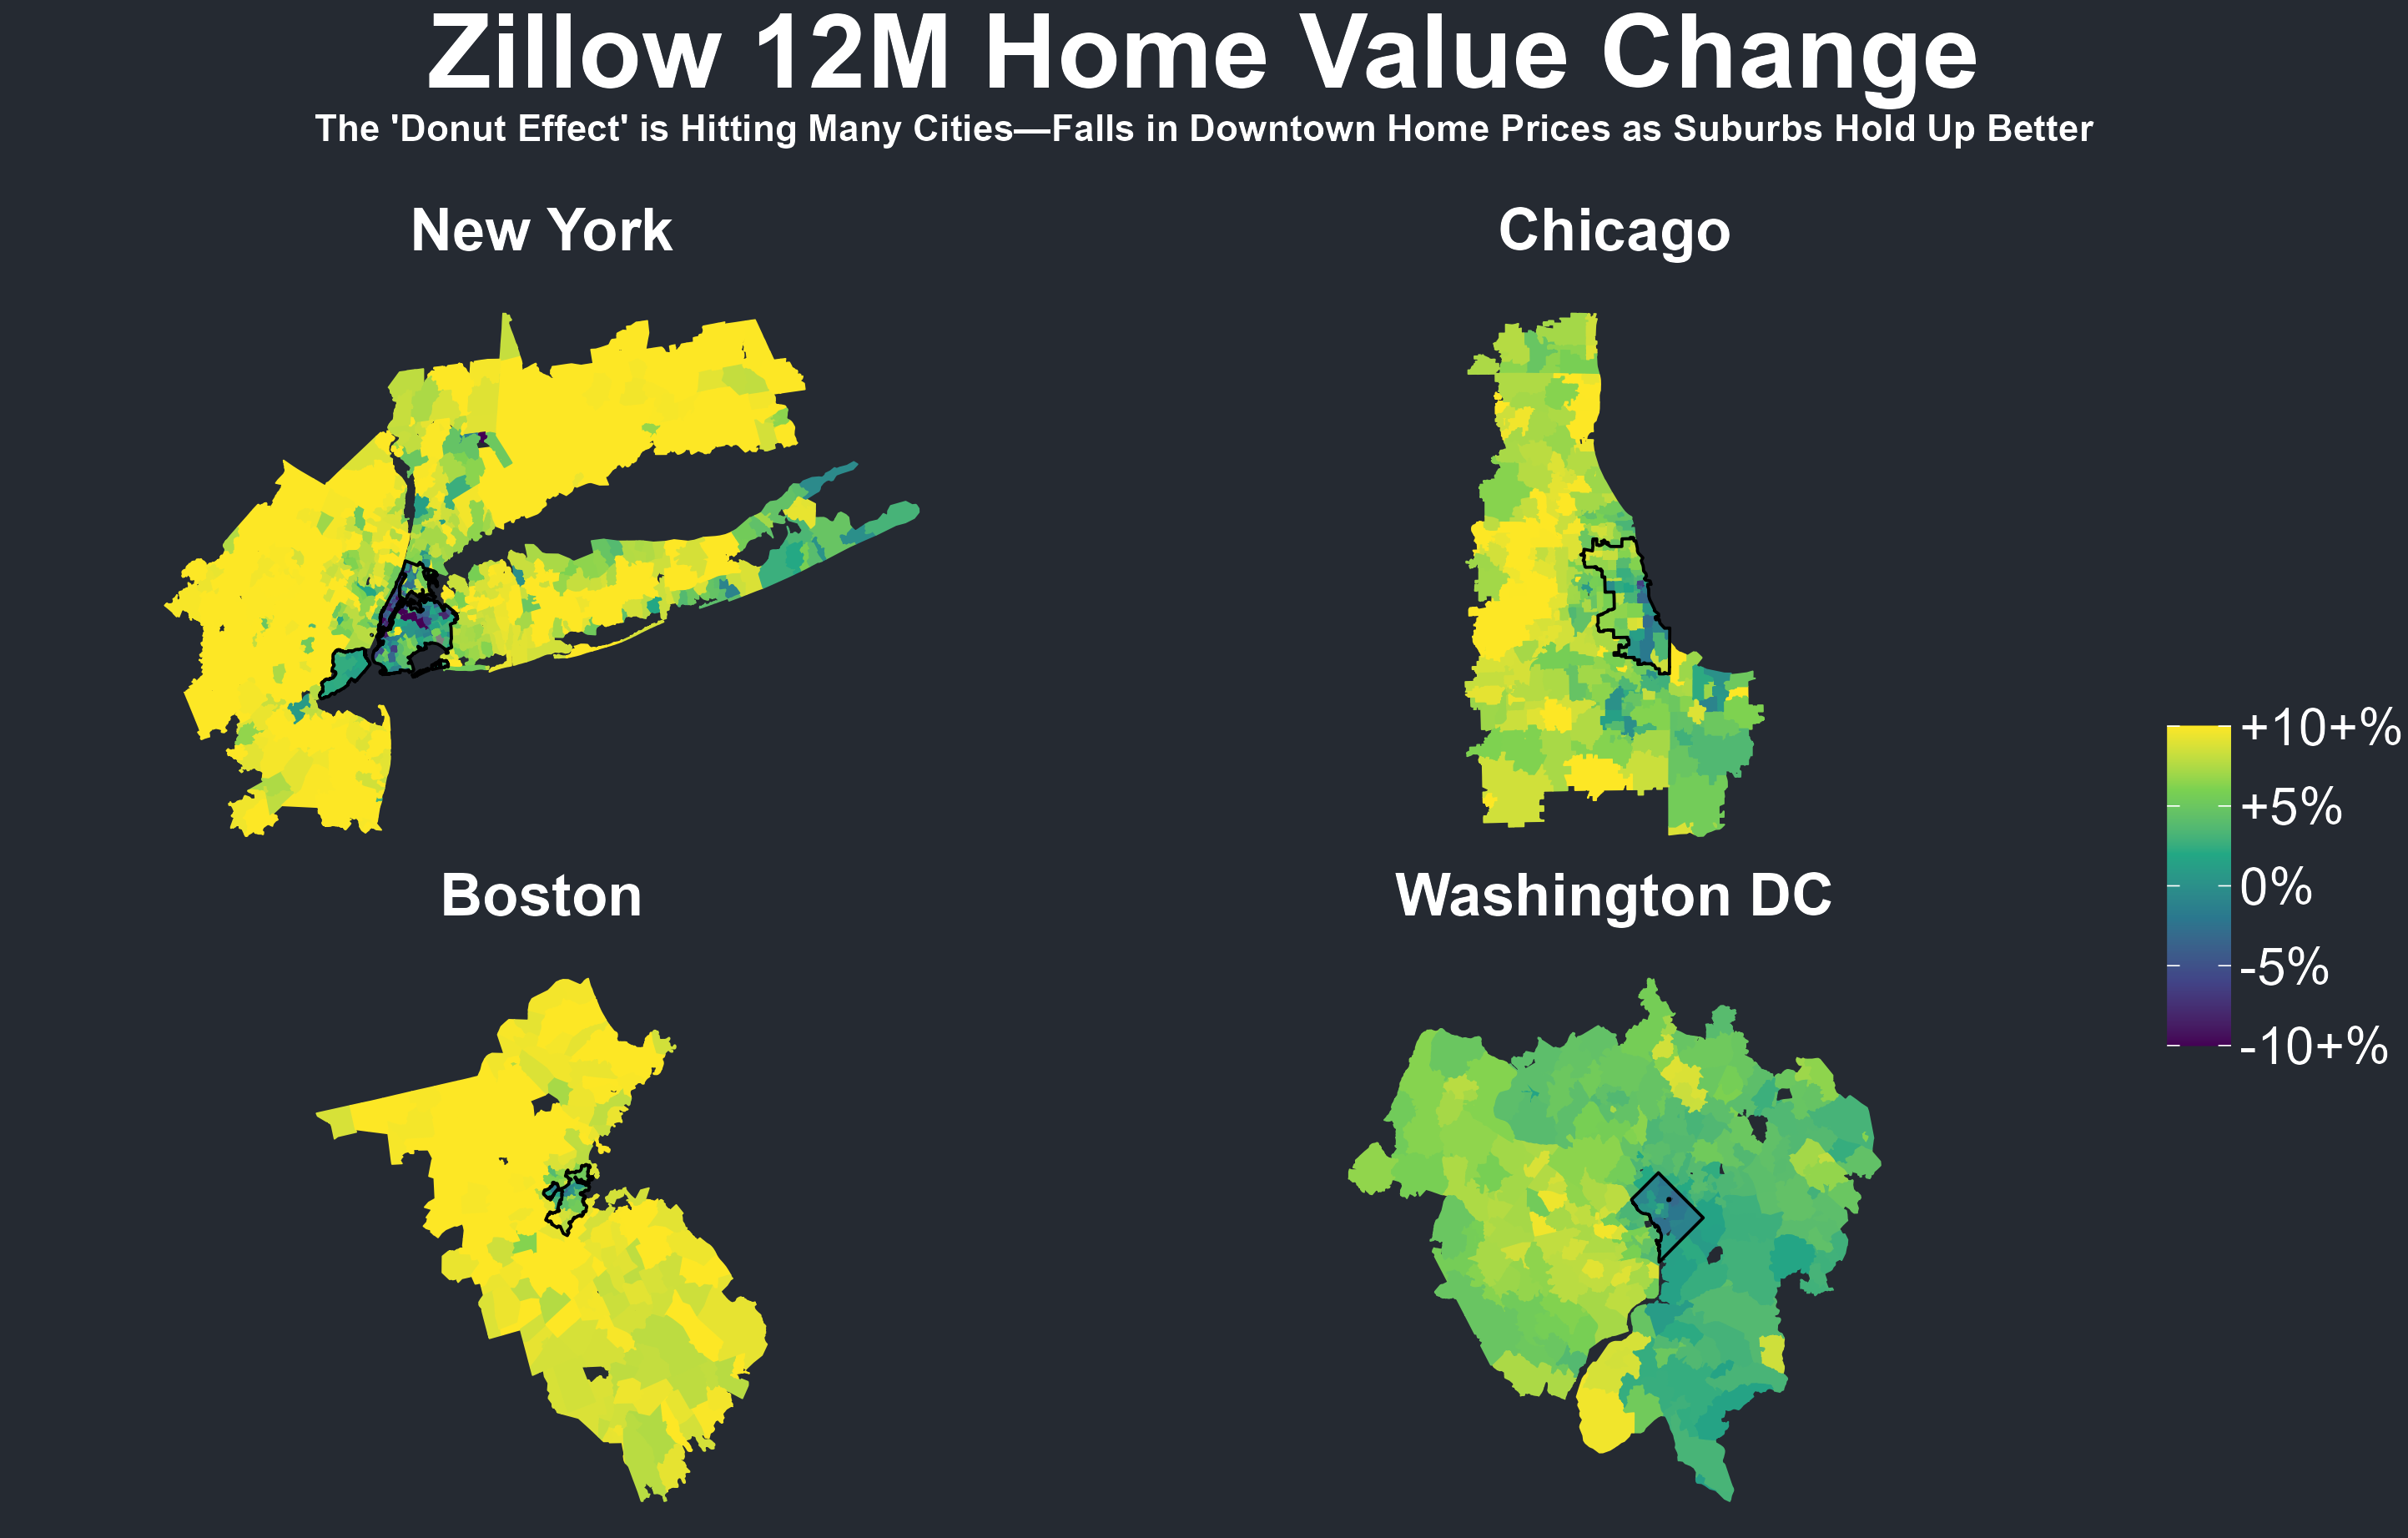 Zillow 12M Home Value Change
The 'Donut Effect' is Hitting Many Cities—Falls in Downtown Home Prices as Suburbs Hold Up Better
New York
Chicago
Boston
Washington DC
+10+%
+5%
0%
-5%
-10+%